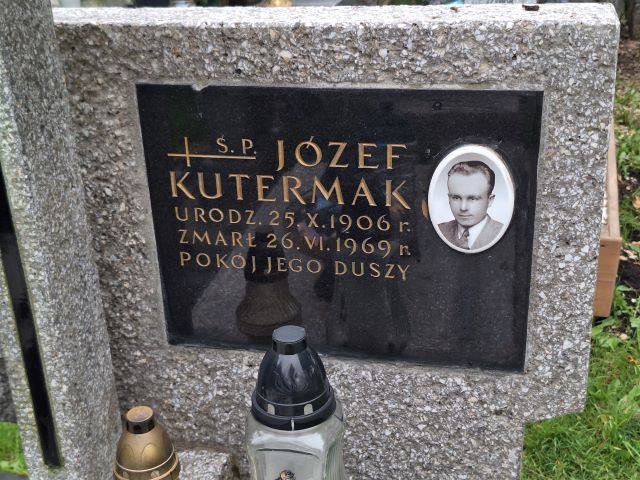 Ś.P. JÓZEF
KUTERMAK
URODZ. 25.X.1906 r.
ZMARŁ 26.VI.1969 r.
POKÓJ JEGO DUSZY